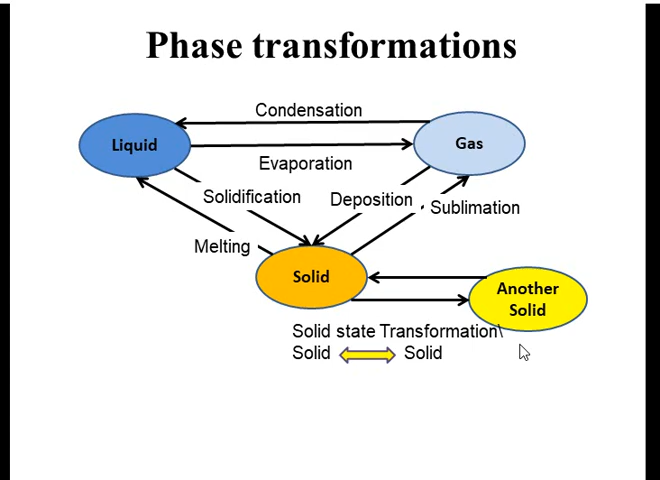 Phase transformations
Condensation
Liquid
Gas
Evaporation
Solidification
Deposition
Sublimation
Melting
Solid
Another
Solid
Solid state Transformation\
Solid Solid